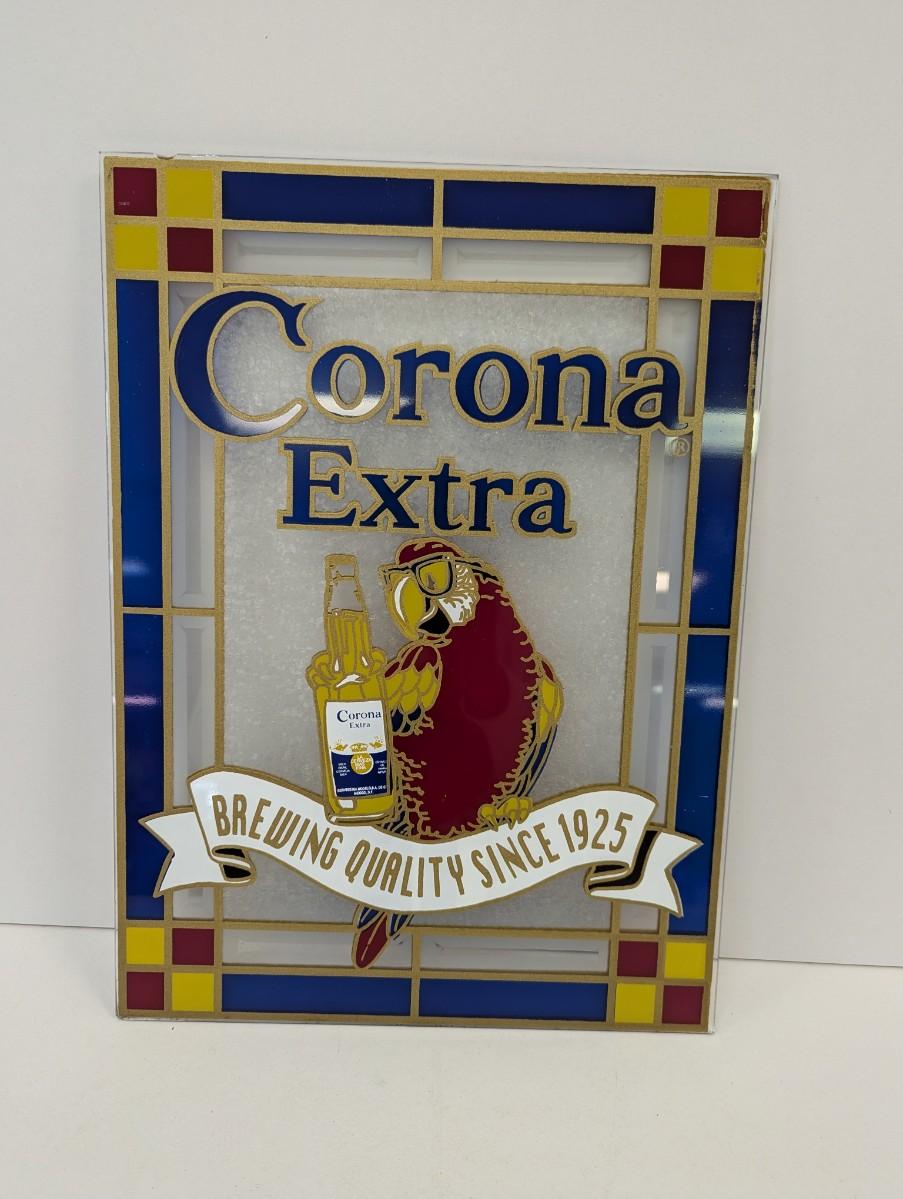 Corona
®
Extra
Corona
Extra
BREWING QUALITY SINCE 1925